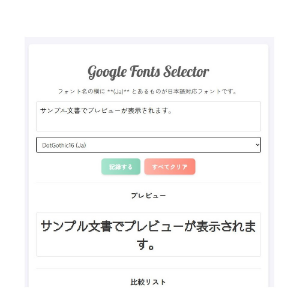 Google Fonts Selector
フォント名の横に **(Ja)** とあるものが日本語対応フォントです。
サンプル文書でプレビューが表示されます。
DotGothic16 (Ja)
記録する すべてクリア
プレビュー
サンプル文書でプレビューが表示されま
す。
比較リスト